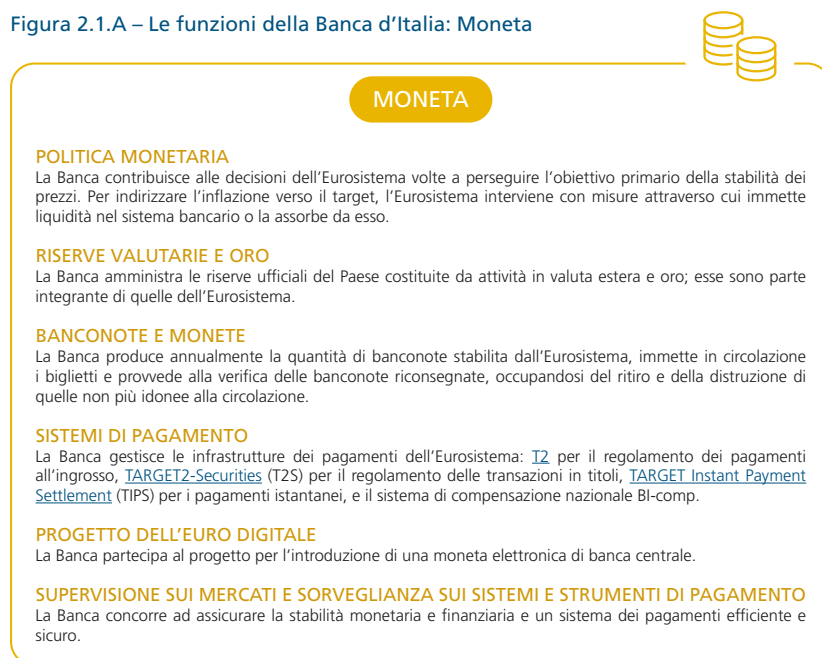 Figura 2.1.A – Le funzioni della Banca d'Italia: Moneta
MONETA
POLITICA MONETARIA
La Banca contribuisce alle decisioni dell'Eurosistema volte a perseguire l'obiettivo primario della stabilità dei
prezzi. Per indirizzare l'inflazione verso il target, l'Eurosistema interviene con misure attraverso cui immette
liquidità nel sistema bancario o la assorbe da esso.
RISERVE VALUTARIE E ORO
La Banca amministra le riserve ufficiali del Paese costituite da attività in valuta estera e oro; esse sono parte
integrante di quelle dell'Eurosistema.
BANCONOTE E MONETE
La Banca produce annualmente la quantità di banconote stabilita dall'Eurosistema, immette in circolazione
i biglietti e provvede alla verifica delle banconote riconsegnate, occupandosi del ritiro e della distruzione di
quelle non più idonee alla circolazione.
SISTEMI DI PAGAMENTO
La Banca gestisce le infrastrutture dei pagamenti dell'Eurosistema: T2 per il regolamento dei pagamenti
all'ingrosso, TARGET2-Securities (T2S) per il regolamento delle transazioni in titoli, TARGET Instant Payment
Settlement (TIPS) per i pagamenti istantanei, e il sistema di compensazione nazionale BI-comp.
PROGETTO DELL'EURO DIGITALE
La Banca partecipa al progetto per l'introduzione di una moneta elettronica di banca centrale.
SUPERVISIONE SUI MERCATI E SORVEGLIANZA SUI SISTEMI E STRUMENTI DI PAGAMENTO
La Banca concorre ad assicurare la stabilità monetaria e finanziaria e un sistema dei pagamenti efficiente e
sicuro.